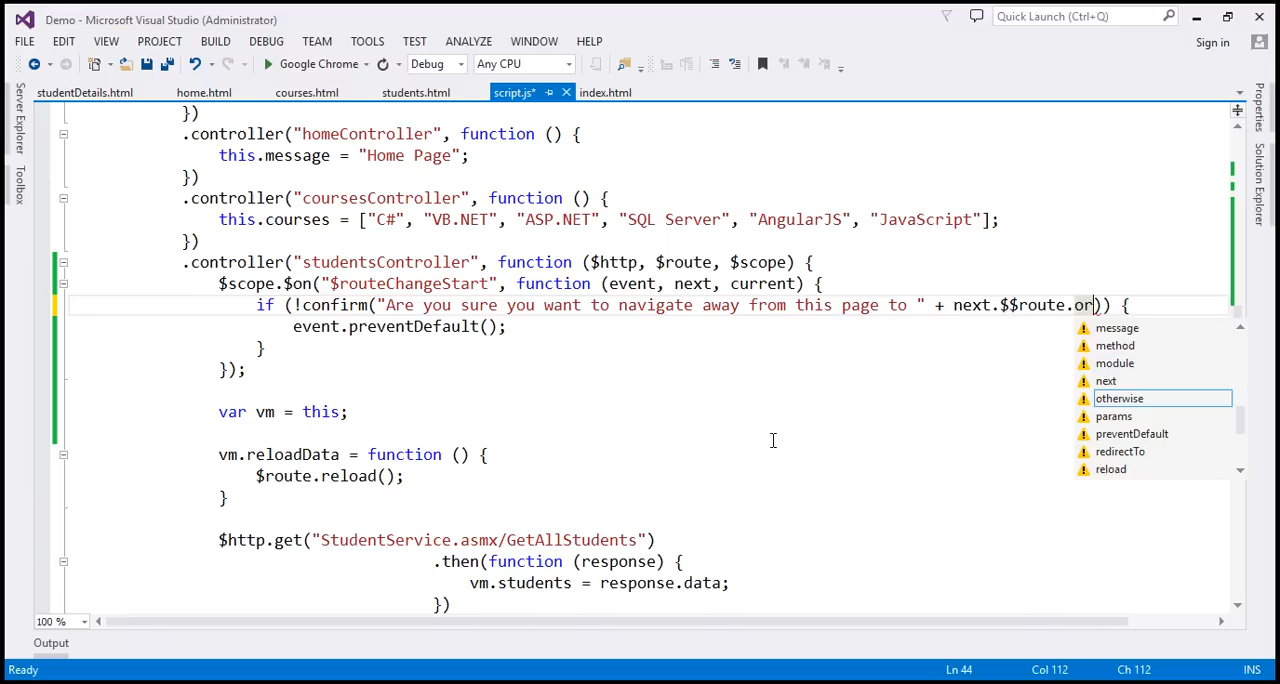 Demo - Microsoft Visual Studio (Administrator)
Quick Launch (Ctrl+Q)
FILE EDIT VIEW PROJECT BUILD DEBUG TEAM TOOLS TEST ANALYZE WINDOW HELP
Sign in
Google Chrome Debug Any CPU
studentDetails.html home.html courses.html students.html script.js* index.html
Server Explorer
Toolbox
Properties
Solution Explorer
})
.controller("homeController", function () {
this.message = "Home Page";
})
.controller("coursesController", function () {
this.courses = ["C#", "VB.NET", "ASP.NET", "SQL Server", "AngularJS", "JavaScript"];
})
.controller("studentsController", function ($http, $route, $scope) {
$scope.$on("$routeChangeStart", function (event, next, current) {
if (!confirm("Are you sure you want to navigate away from this page to " + next.$$route.or)) {
event.preventDefault();
}
});
message
method
module
next
otherwise
params
preventDefault
redirectTo
reload
var vm = this;
vm.reloadData = function () {
$route.reload();
}
$http.get("StudentService.asmx/GetAllStudents")
.then(function (response) {
vm.students = response.data;
})
100 %
Output
Ready Ln 44 Col 112 Ch 112 INS